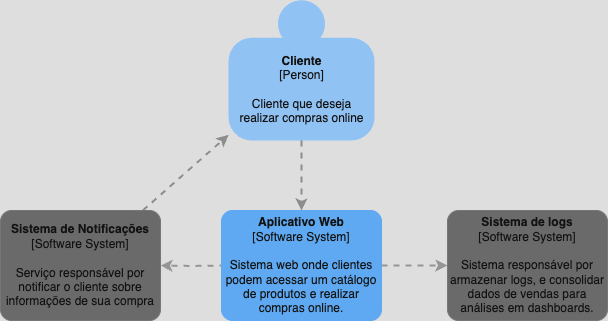 Cliente
[Person]
Cliente que deseja
realizar compras online
Sistema de Notificações
[Software System]
Serviço responsável por
notificar o cliente sobre
informações de sua compra
Aplicativo Web
[Software System]
Sistema web onde clientes
podem acessar um catálogo
de produtos e realizar
compras online.
Sistema de logs
[Software System]
Sistema responsável por
armazenar logs, e consolidar
dados de vendas para
análises em dashboards.